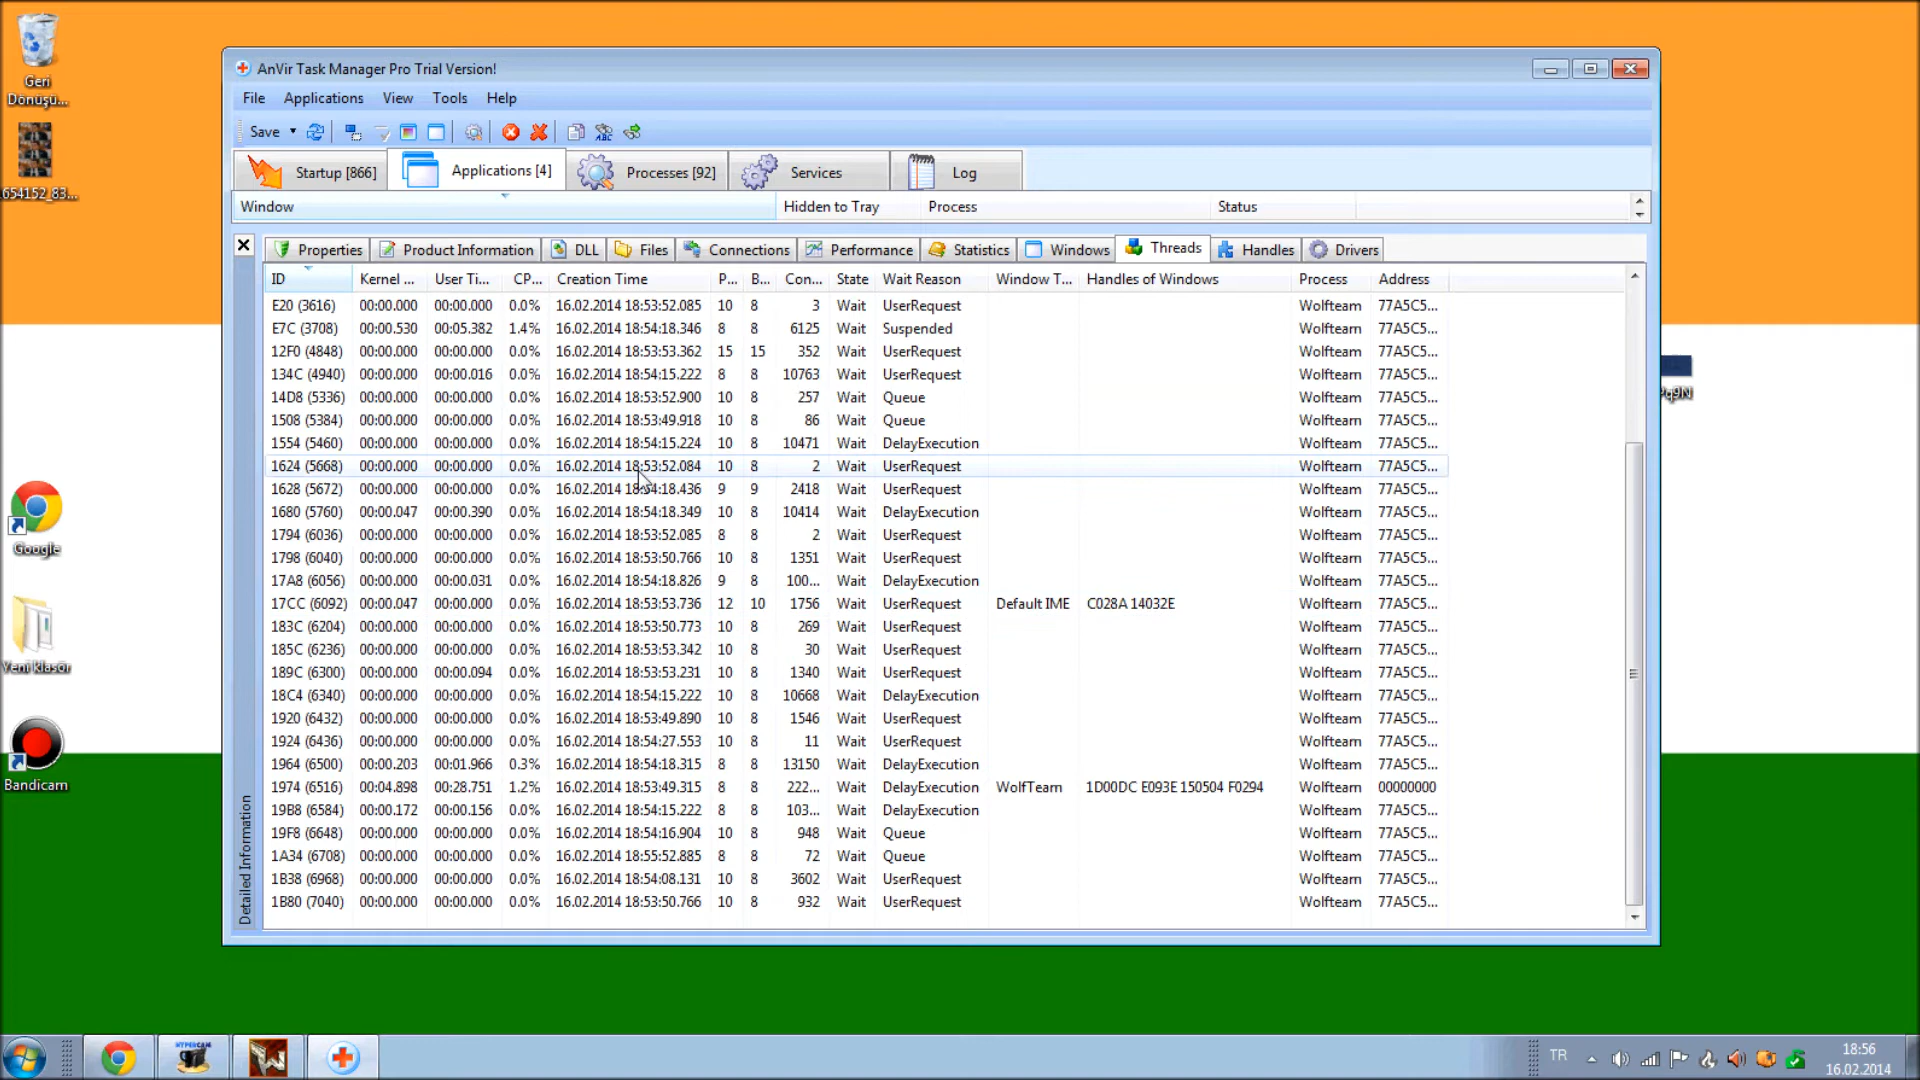 Geri
Dönüşü...
654152_83...
Google
Yeni klasör
Bandicam
AnVir Task Manager Pro Trial Version!
File Applications View Tools Help
Save
Startup [866] Applications [4] Processes [92] Services Log
Window Hidden to Tray Process Status
Properties Product Information DLL Files Connections Performance Statistics Windows Threads Handles Drivers
ID Kernel ... User Ti... CP... Creation Time P... B... Con... State Wait Reason Window T... Handles of Windows Process Address
E20 (3616) 00:00.000 00:00.000 0.0% 16.02.2014 18:53:52.085 10 8 3 Wait UserRequest Wolfteam 77A5C5...
E7C (3708) 00:00.530 00:05.382 1.4% 16.02.2014 18:54:18.346 8 8 6125 Wait Suspended Wolfteam 77A5C5...
12F0 (4848) 00:00.000 00:00.000 0.0% 16.02.2014 18:53:53.362 15 15 352 Wait UserRequest Wolfteam 77A5C5...
134C (4940) 00:00.000 00:00.016 0.0% 16.02.2014 18:54:15.222 8 8 10763 Wait UserRequest Wolfteam 77A5C5...
14D8 (5336) 00:00.000 00:00.000 0.0% 16.02.2014 18:53:52.900 10 8 257 Wait Queue Wolfteam 77A5C5...
1508 (5384) 00:00.000 00:00.000 0.0% 16.02.2014 18:53:49.918 10 8 86 Wait Queue Wolfteam 77A5C5...
1554 (5460) 00:00.000 00:00.000 0.0% 16.02.2014 18:54:15.224 10 8 10471 Wait DelayExecution Wolfteam 77A5C5...
1624 (5668) 00:00.000 00:00.000 0.0% 16.02.2014 18:53:52.084 10 8 2 Wait UserRequest Wolfteam 77A5C5...
1628 (5672) 00:00.000 00:00.000 0.0% 16.02.2014 18:54:18.436 9 9 2418 Wait UserRequest Wolfteam 77A5C5...
1680 (5760) 00:00.047 00:00.390 0.0% 16.02.2014 18:54:18.349 10 8 10414 Wait DelayExecution Wolfteam 77A5C5...
1794 (6036) 00:00.000 00:00.000 0.0% 16.02.2014 18:53:52.085 8 8 2 Wait UserRequest Wolfteam 77A5C5...
1798 (6040) 00:00.000 00:00.000 0.0% 16.02.2014 18:53:50.766 10 8 1351 Wait UserRequest Wolfteam 77A5C5...
17A8 (6056) 00:00.000 00:00.031 0.0% 16.02.2014 18:54:18.826 9 8 100... Wait DelayExecution Wolfteam 77A5C5...
17CC (6092) 00:00.047 00:00.000 0.0% 16.02.2014 18:53:53.736 12 10 1756 Wait UserRequest Default IME C028A 14032E Wolfteam 77A5C5...
183C (6204) 00:00.000 00:00.000 0.0% 16.02.2014 18:53:50.773 10 8 269 Wait UserRequest Wolfteam 77A5C5...
185C (6236) 00:00.000 00:00.000 0.0% 16.02.2014 18:53:53.342 10 8 30 Wait UserRequest Wolfteam 77A5C5...
189C (6300) 00:00.000 00:00.094 0.0% 16.02.2014 18:53:53.231 10 8 1340 Wait UserRequest Wolfteam 77A5C5...
18C4 (6340) 00:00.000 00:00.000 0.0% 16.02.2014 18:54:15.222 10 8 10668 Wait DelayExecution Wolfteam 77A5C5...
1920 (6432) 00:00.000 00:00.000 0.0% 16.02.2014 18:53:49.890 10 8 1546 Wait UserRequest Wolfteam 77A5C5...
1924 (6436) 00:00.000 00:00.000 0.0% 16.02.2014 18:54:27.553 10 8 11 Wait UserRequest Wolfteam 77A5C5...
1964 (6500) 00:00.203 00:01.966 0.3% 16.02.2014 18:54:18.315 8 8 13150 Wait DelayExecution Wolfteam 77A5C5...
1974 (6516) 00:04.898 00:28.751 1.2% 16.02.2014 18:53:49.315 8 8 222... Wait DelayExecution WolfTeam 1D00DC E093E 150504 F0294 Wolfteam 00000000
19B8 (6584) 00:00.172 00:00.156 0.0% 16.02.2014 18:54:15.222 8 8 103... Wait DelayExecution Wolfteam 77A5C5...
19F8 (6648) 00:00.000 00:00.000 0.0% 16.02.2014 18:54:16.904 10 8 948 Wait Queue Wolfteam 77A5C5...
1A34 (6708) 00:00.000 00:00.000 0.0% 16.02.2014 18:55:52.885 8 8 72 Wait Queue Wolfteam 77A5C5...
1B38 (6968) 00:00.000 00:00.000 0.0% 16.02.2014 18:54:08.131 10 8 3602 Wait UserRequest Wolfteam 77A5C5...
1B80 (7040) 00:00.000 00:00.000 0.0% 16.02.2014 18:53:50.766 10 8 932 Wait UserRequest Wolfteam 77A5C5...
Detailed Information
Pq9N
HYPERCAM
TR
18:56
16.02.2014